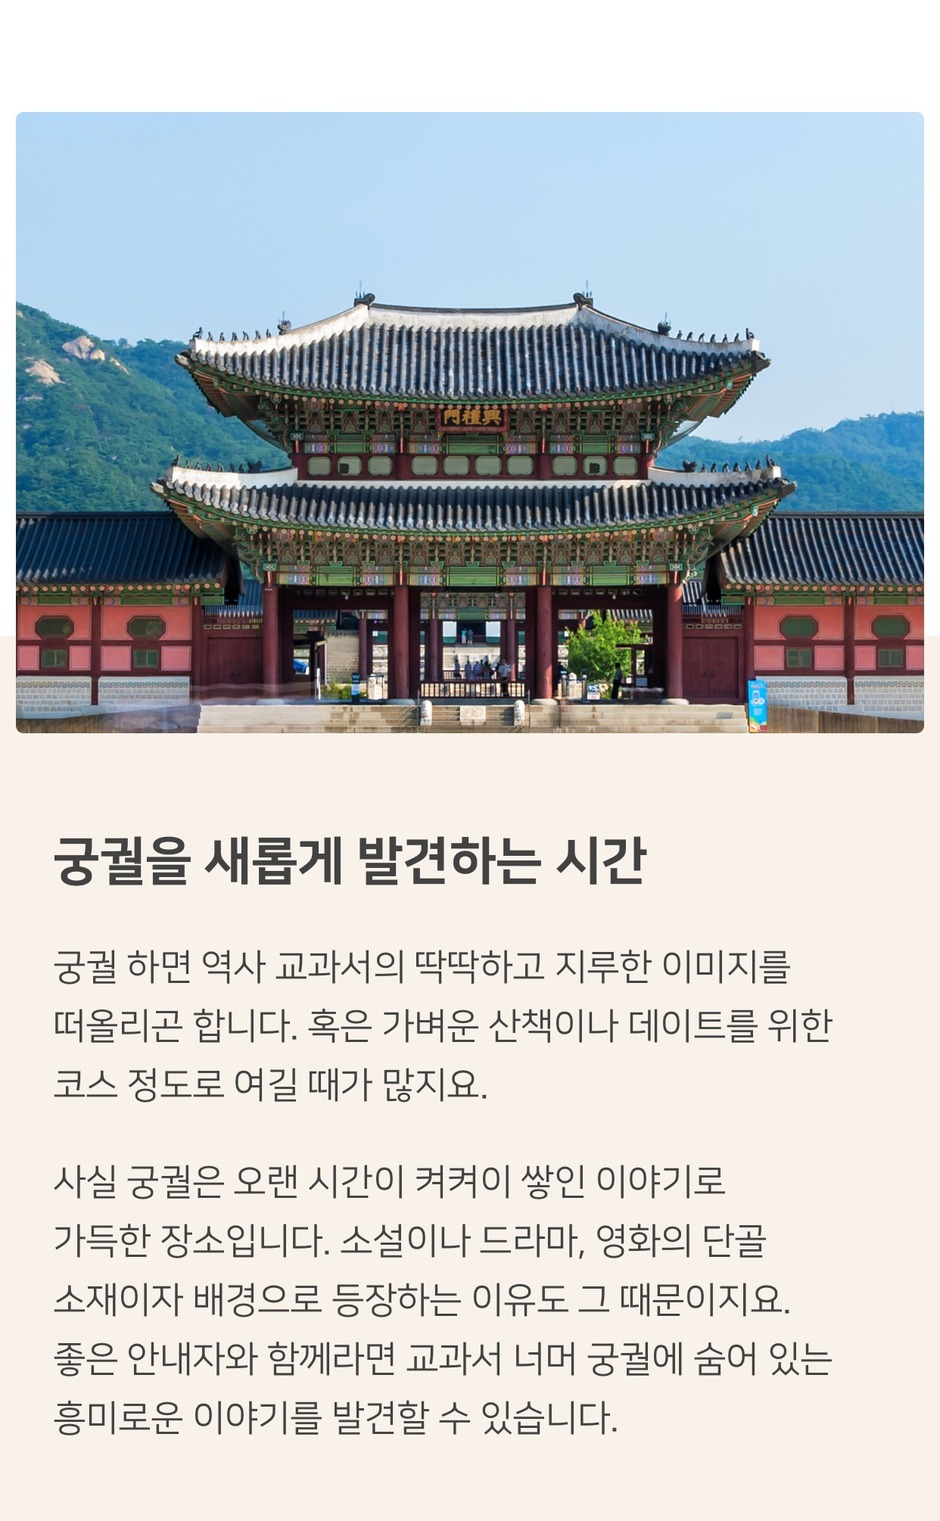 興禮門
궁궐을 새롭게 발견하는 시간
궁궐 하면 역사 교과서의 딱딱하고 지루한 이미지를
떠올리곤 합니다. 혹은 가벼운 산책이나 데이트를 위한
코스 정도로 여길 때가 많지요.
사실 궁궐은 오랜 시간이 켜켜이 쌓인 이야기로
가득한 장소입니다. 소설이나 드라마, 영화의 단골
소재이자 배경으로 등장하는 이유도 그 때문이지요.
좋은 안내자와 함께라면 교과서 너머 궁궐에 숨어 있는
흥미로운 이야기를 발견할 수 있습니다.